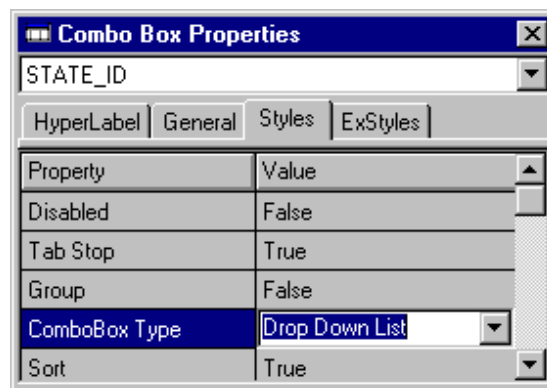 Combo Box Properties
STATE_ID
HyperLabel General Styles ExStyles
Property Value
Disabled False
Tab Stop True
Group False
ComboBox Type Drop Down List
Sort True